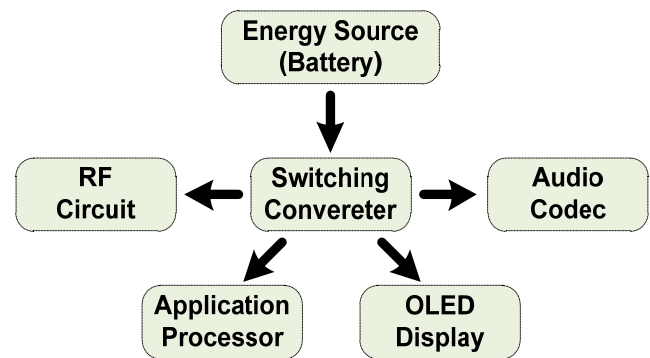 Energy Source
(Battery)
RF
Circuit
Switching
Convereter
Audio
Codec
Application
Processor
OLED
Display